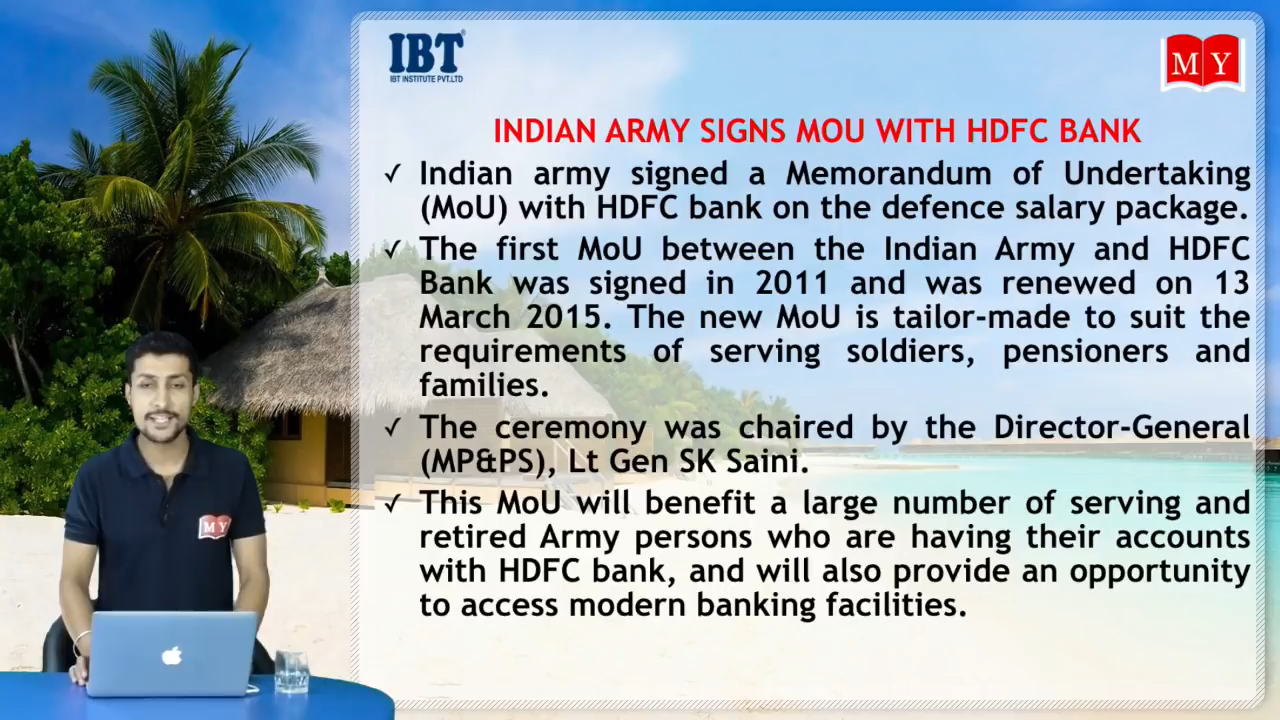 IBT
IBT INSTITUTE PVT.LTD
M Y
INDIAN ARMY SIGNS MOU WITH HDFC BANK
✓ Indian army signed a Memorandum of Undertaking
(MoU) with HDFC bank on the defence salary package.
✓ The first MoU between the Indian Army and HDFC
Bank was signed in 2011 and was renewed on 13
March 2015. The new MoU is tailor-made to suit the
requirements of serving soldiers, pensioners and
families.
✓ The ceremony was chaired by the Director-General
(MP&PS), Lt Gen SK Saini.
✓ This MoU will benefit a large number of serving and
retired Army persons who are having their accounts
with HDFC bank, and will also provide an opportunity
to access modern banking facilities.
M Y